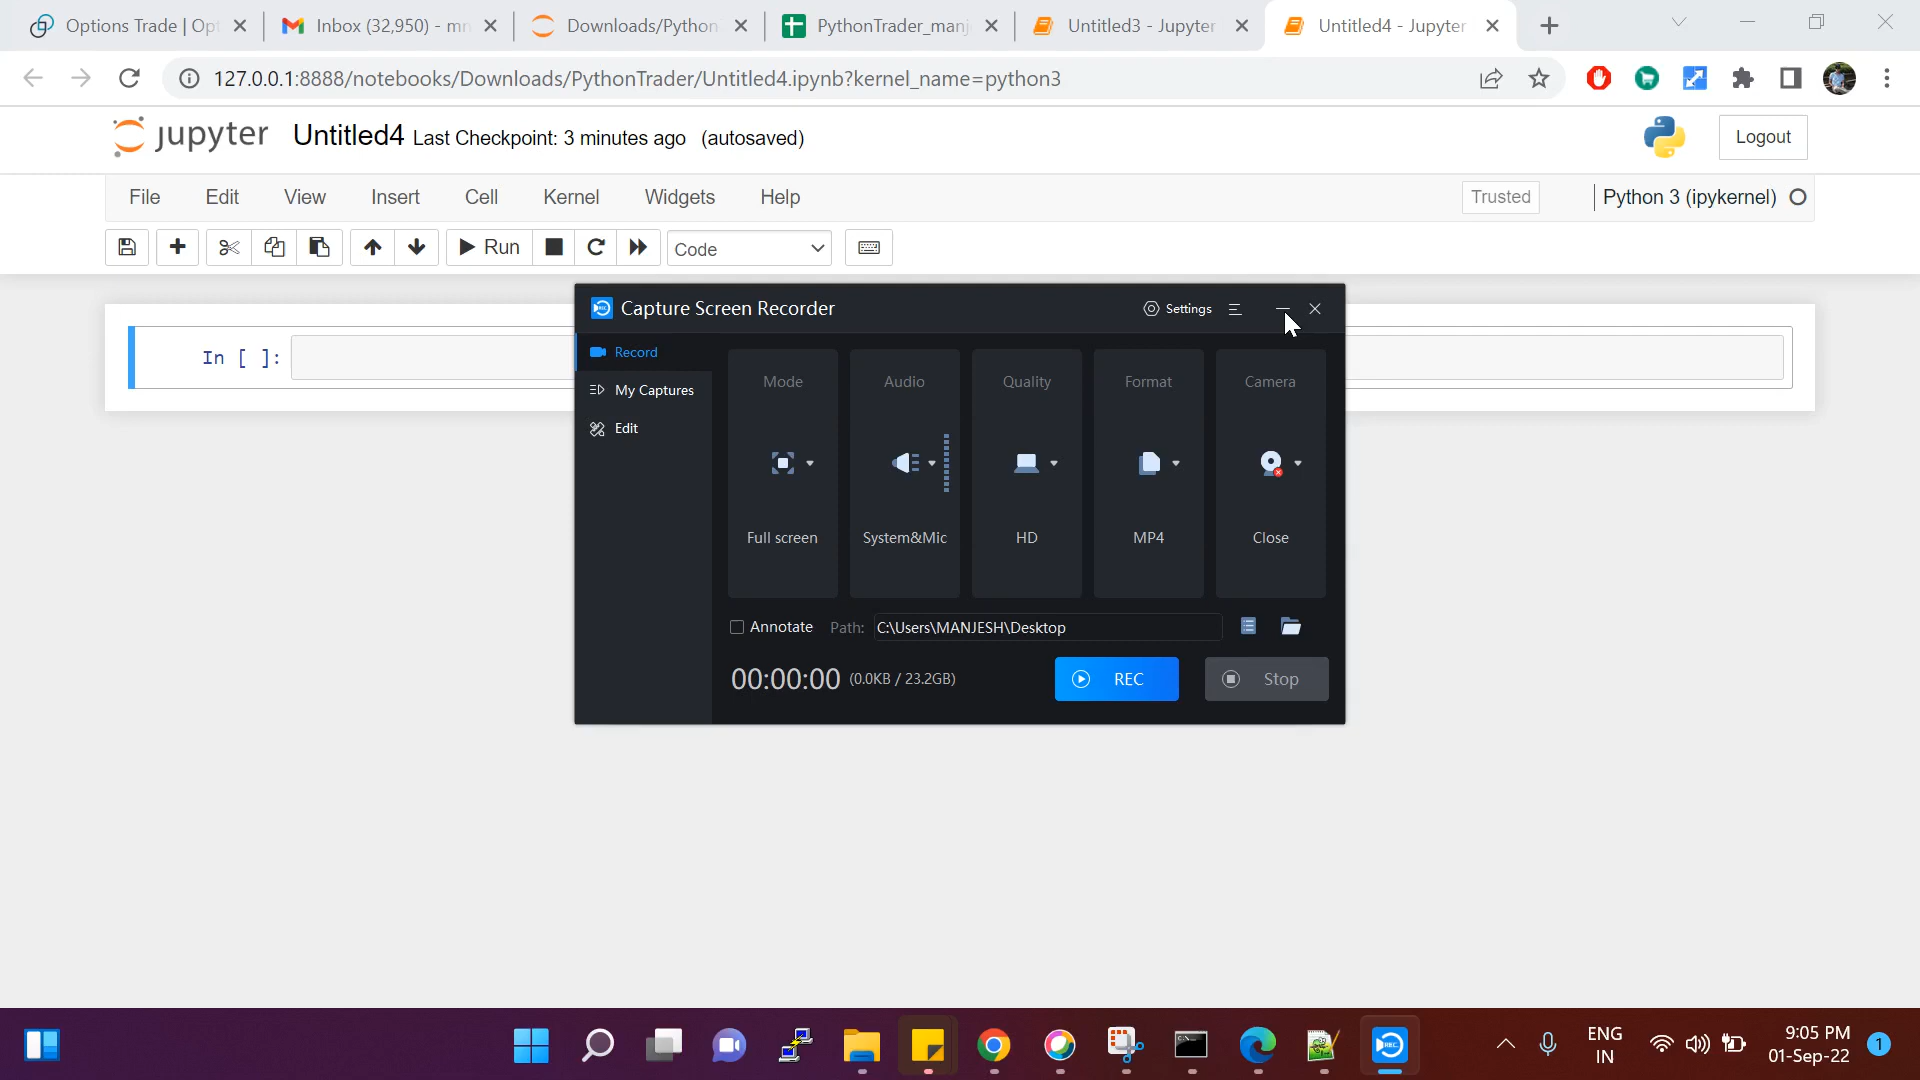 Options Trade | Op
Inbox (32,950) - mr
Downloads/Python
PythonTrader_manj
Untitled3 - Jupyter
Untitled4 - Jupyter
127.0.0.1:8888/notebooks/Downloads/PythonTrader/Untitled4.ipynb?kernel_name=python3
jupyter Untitled4 Last Checkpoint: 3 minutes ago (autosaved)
Logout
File Edit View Insert Cell Kernel Widgets Help
Trusted
Python 3 (ipykernel)
Run
Code
In [ ]:
REC
Capture Screen Recorder
Settings
Record
My Captures
Edit
Mode Audio Quality Format Camera
Full screen System&Mic HD MP4 Close
Annotate Path: C:\Users\MANJESH\Desktop
00:00:00 (0.0KB / 23.2GB)
REC
Stop
REC
ENG
IN
9:05 PM
01-Sep-22
1